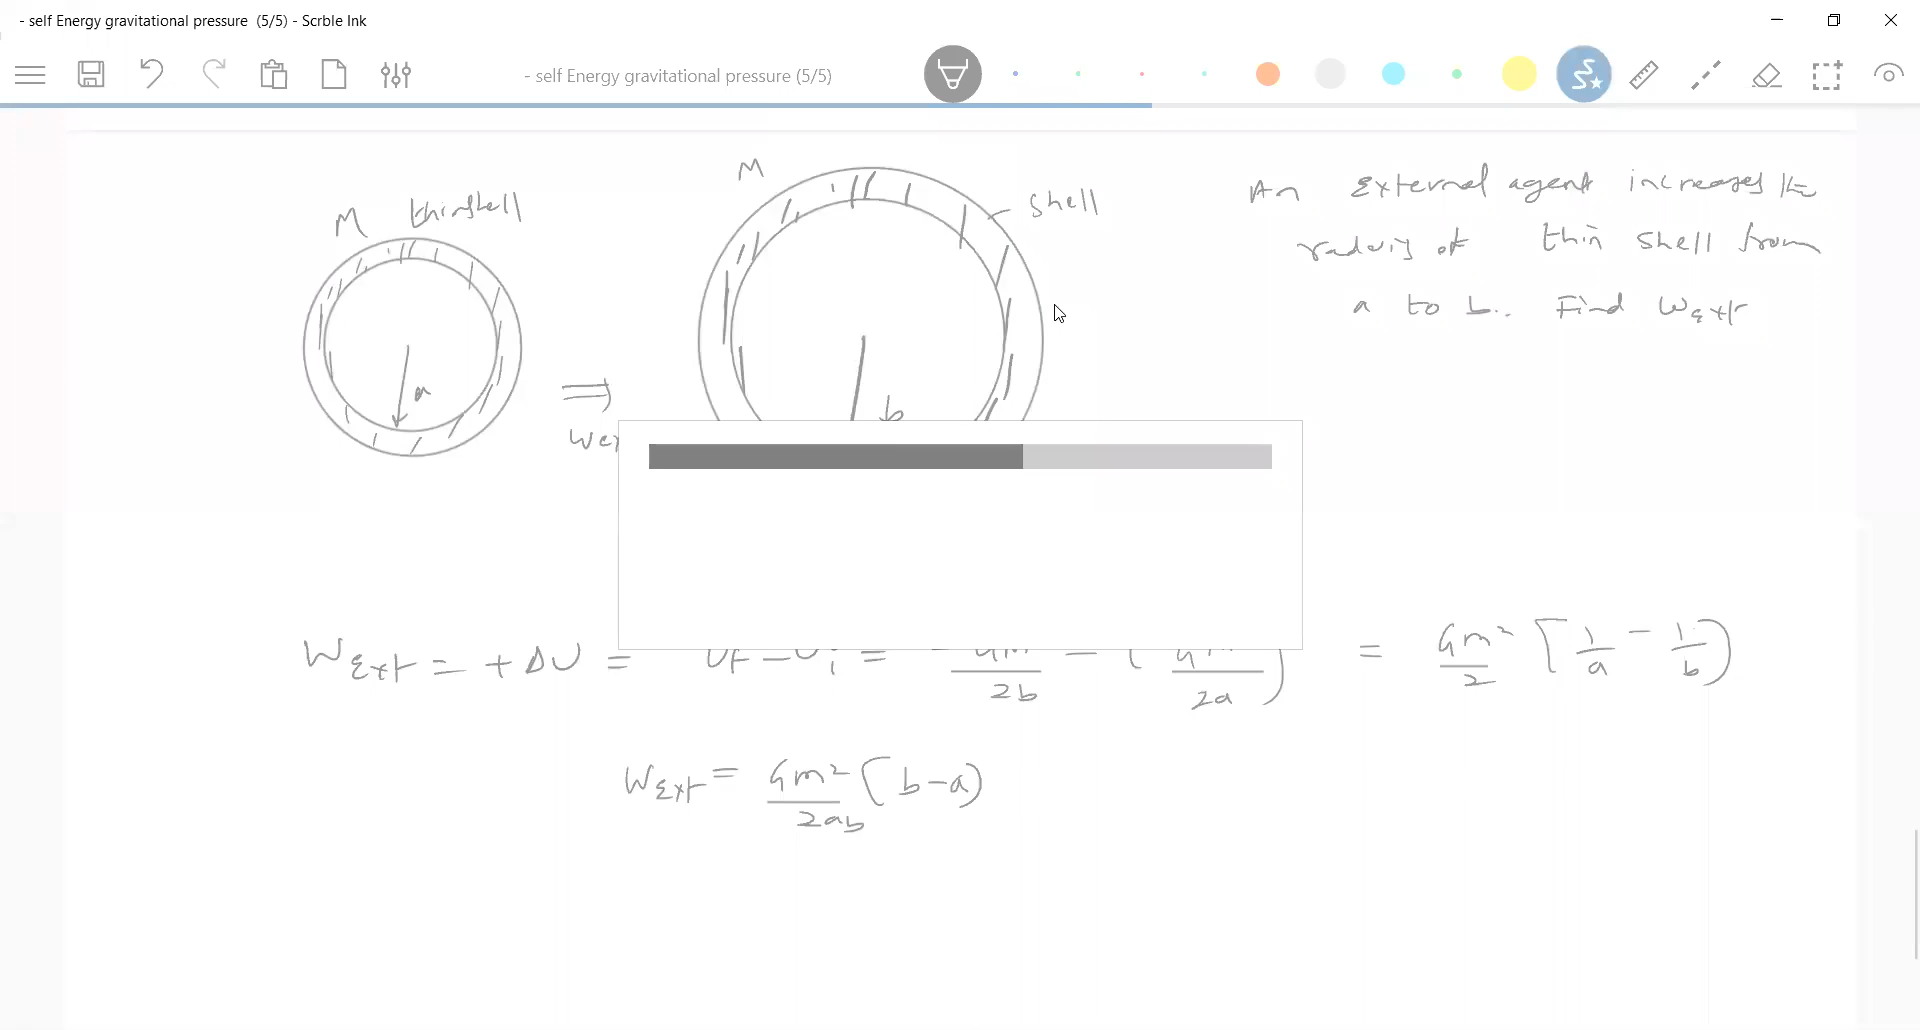 - self Energy gravitational pressure (5/5) - Scrble Ink
- self Energy gravitational pressure (5/5)
M thinshell
M
shell
An External agent increases the
radius of thin shell from
a to b.. Find WExt
a
b
WExt = + ΔU = UF - Ui = = Gm²/2 [1/a - 1/b)
2b
2a
WExt = Gm²/2ab [b-a)